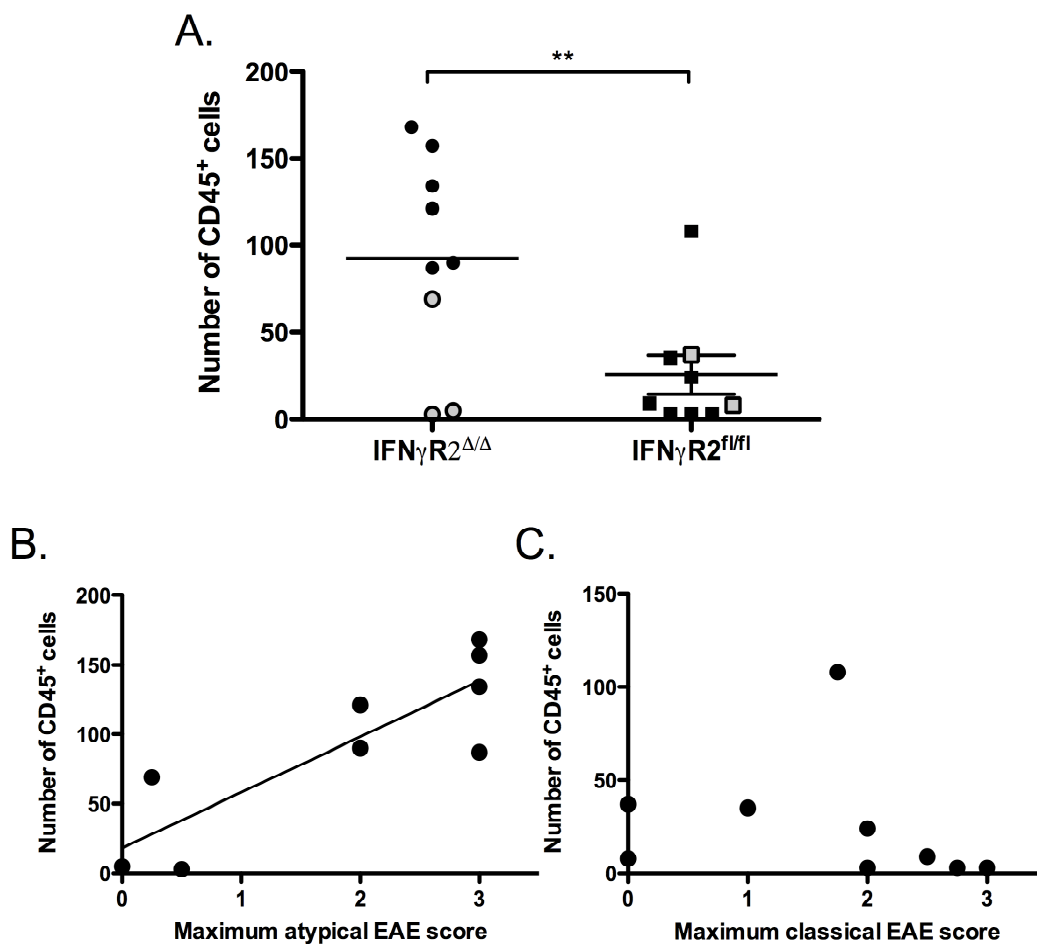 A.
**
Number of CD45⁺ cells
200
150
100
50
0
IFNγR2Δ/Δ
IFNγR2fl/fl
B.
Number of CD45⁺ cells
200
150
100
50
0
0 1 2 3
Maximum atypical EAE score
C.
Number of CD45⁺ cells
150
100
50
0
0 1 2 3
Maximum classical EAE score